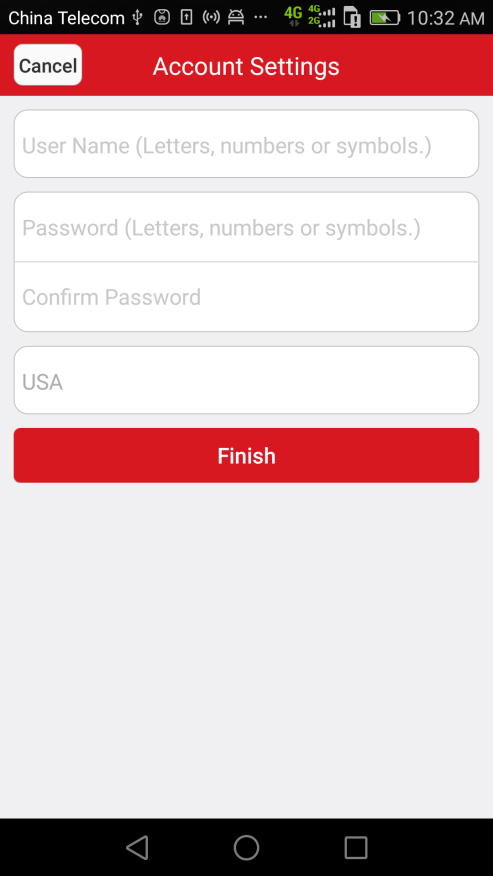 China Telecom 4G 4G 2G 10:32 AM
Cancel Account Settings
User Name (Letters, numbers or symbols.)
Password (Letters, numbers or symbols.)
Confirm Password
USA
Finish